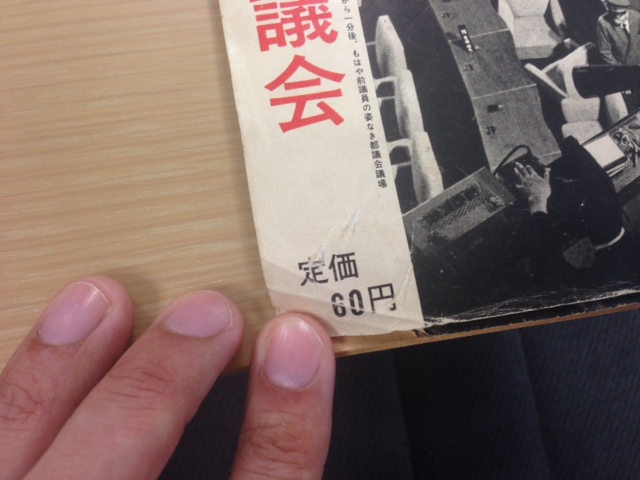 議会
から一分後、もはや前議員の姿なき都議会議場
定価
60円